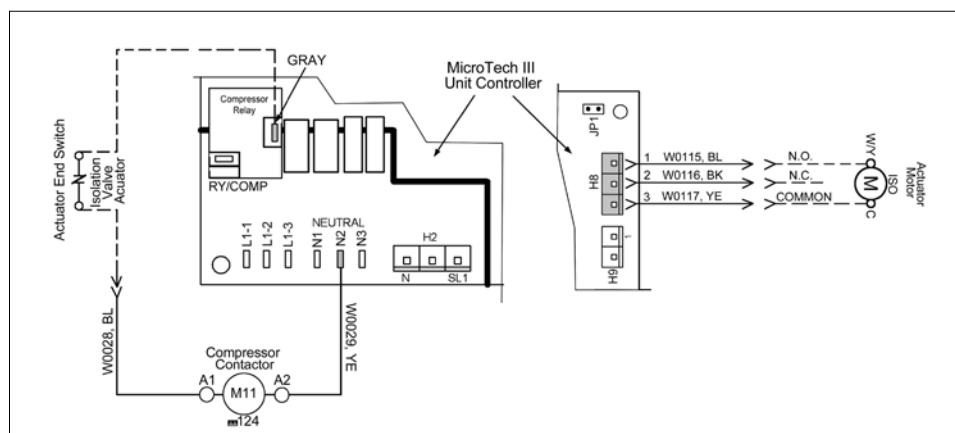 GRAY
MicroTech III
Unit Controller
Compressor
Relay
RY/COMP
Actuator End Switch
Isolation
Valve
Acuator
L1-1
L1-2
L1-3
NEUTRAL
N1
N2
N3
H2
N
SL1
W0028, BL
W0029, YE
Compressor
Contactor
A1
M11
A2
124
JP1
H8
1
W0115, BL
N.O.
2
W0116, BK
N.C.
3
W0117, YE
COMMON
1
H9
W/Y
M
ISO
C
Actuator
Motor